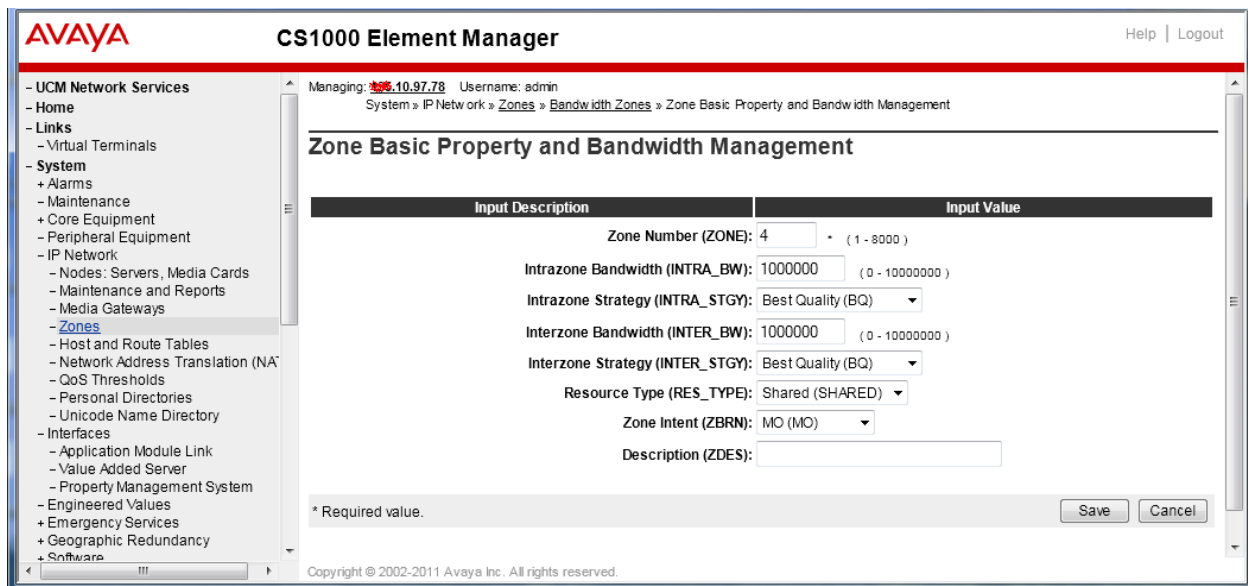 AVAYA
CS1000 Element Manager
Help | Logout
- UCM Network Services
- Home
- Links
- Virtual Terminals
- System
+ Alarms
- Maintenance
+ Core Equipment
- Peripheral Equipment
- IP Network
- Nodes: Servers, Media Cards
- Maintenance and Reports
- Media Gateways
- Zones
- Host and Route Tables
- Network Address Translation (NA
- QoS Thresholds
- Personal Directories
- Unicode Name Directory
- Interfaces
- Application Module Link
- Value Added Server
- Property Management System
- Engineered Values
+ Emergency Services
+ Geographic Redundancy
+ Software
Managing: .10.97.78 Username: admin
System » IP Network » Zones » Bandwidth Zones » Zone Basic Property and Bandwidth Management
Zone Basic Property and Bandwidth Management
Input Description Input Value
Zone Number (ZONE): 4 * (1 - 8000)
Intrazone Bandwidth (INTRA_BW): 1000000 (0 - 10000000)
Intrazone Strategy (INTRA_STGY): Best Quality (BQ)
Interzone Bandwidth (INTER_BW): 1000000 (0 - 10000000)
Interzone Strategy (INTER_STGY): Best Quality (BQ)
Resource Type (RES_TYPE): Shared (SHARED)
Zone Intent (ZBRN): MO (MO)
Description (ZDES):
* Required value.
Save
Cancel
Copyright © 2002-2011 Avaya Inc. All rights reserved.